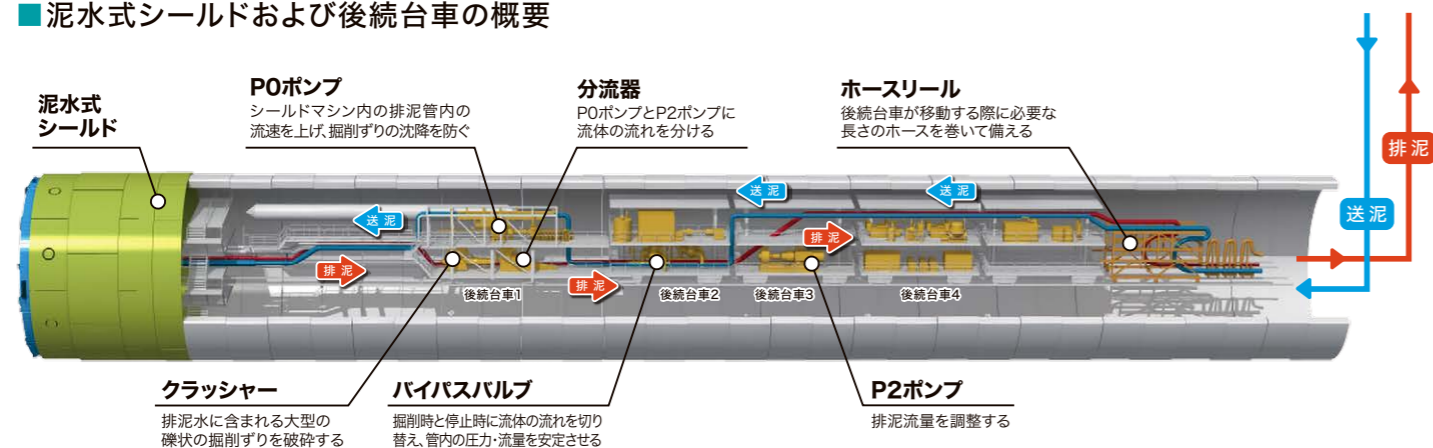 ■泥水式シールドおよび後続台車の概要
泥水式
シールド
P0ポンプ
シールドマシン内の排泥管内の
流速を上げ、掘削ずりの沈降を防ぐ
分流器
P0ポンプとP2ポンプに
流体の流れを分ける
ホースリール
後続台車が移動する際に必要な
長さのホースを巻いて備える
排泥
送泥
送泥
送泥
送泥
排泥
排泥
排泥
後続台車1
後続台車2
後続台車3
後続台車4
クラッシャー
排泥水に含まれる大型の
礫状の掘削ずりを破砕する
バイパスバルブ
掘削時と停止時に流体の流れを切り
替え、管内の圧力・流量を安定させる
P2ポンプ
排泥流量を調整する